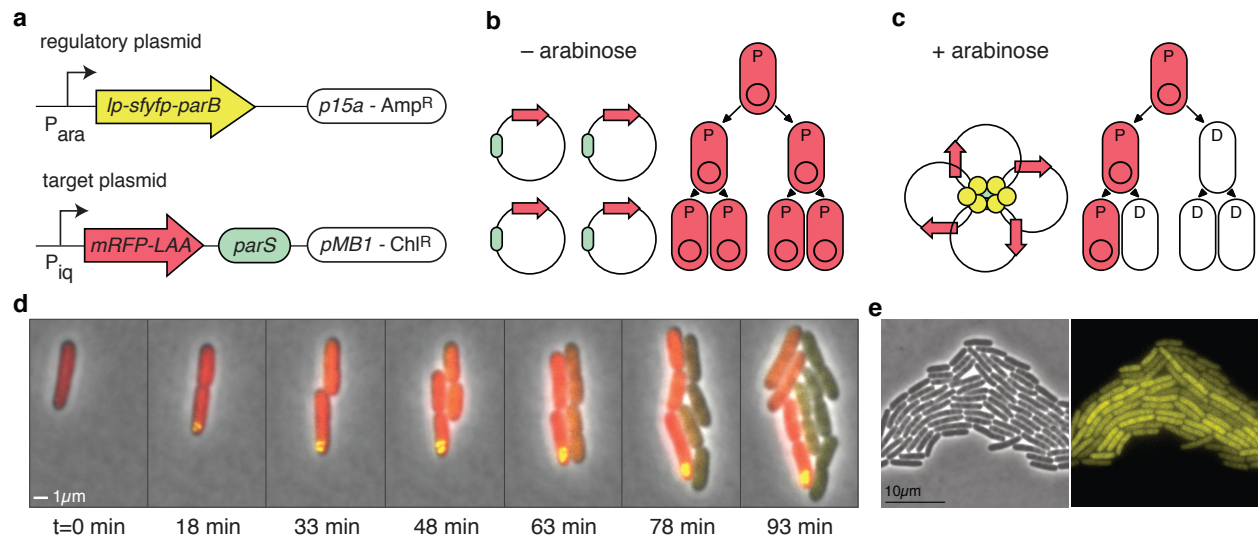 a
regulatory plasmid
lp-sfyfp-parB
p15a - AmpR
Para
target plasmid
mRFP-LAA
parS
pMB1 - ChlR
Piq
b
– arabinose
P
P
P
P
P
P
P
c
+ arabinose
P
P
D
P
D
D
D
d
1μm
t=0 min
18 min
33 min
48 min
63 min
78 min
93 min
e
10μm